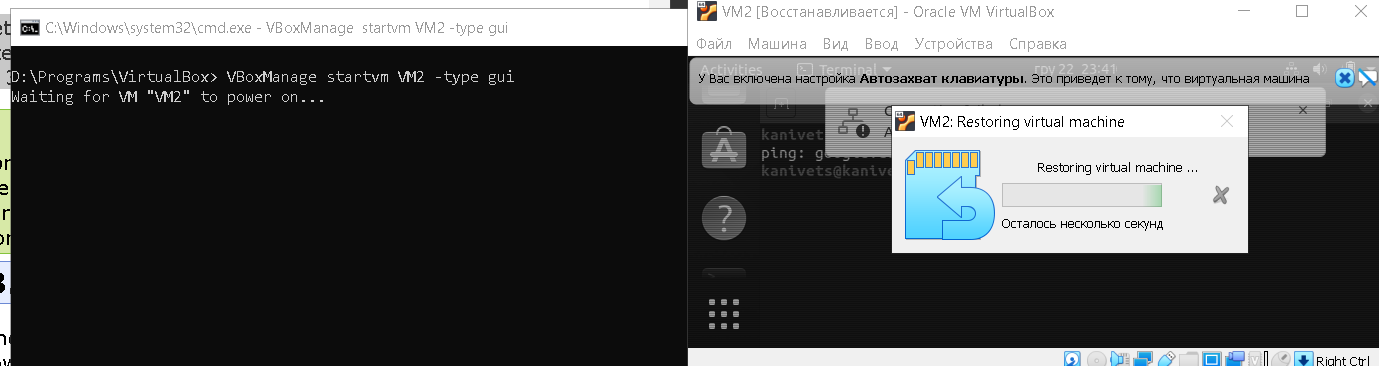 C:\Windows\system32\cmd.exe - VBoxManage  startvm VM2 -type gui
D:\Programs\VirtualBox> VBoxManage startvm VM2 -type gui
Waiting for VM "VM2" to power on...
VM2 [Восстанавливается] - Oracle VM VirtualBox
Файл Машина Вид Ввод Устройства Справка
Activities Terminal гру 22, 23:41
У Вас включена настройка Автозахват клавиатуры. Это приведет к тому, что виртуальная машина
VM2: Restoring virtual machine
kanivets
ping:
kanivets@kanive
Restoring virtual machine ...
Осталось несколько секунд
Right Ctrl